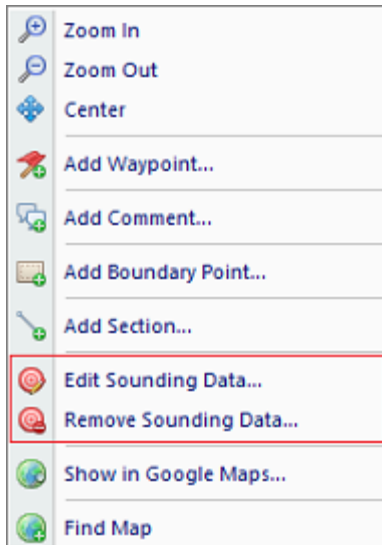 Zoom In
Zoom Out
Center
Add Waypoint...
Add Comment...
Add Boundary Point...
Add Section...
Edit Sounding Data...
Remove Sounding Data...
Show in Google Maps...
Find Map